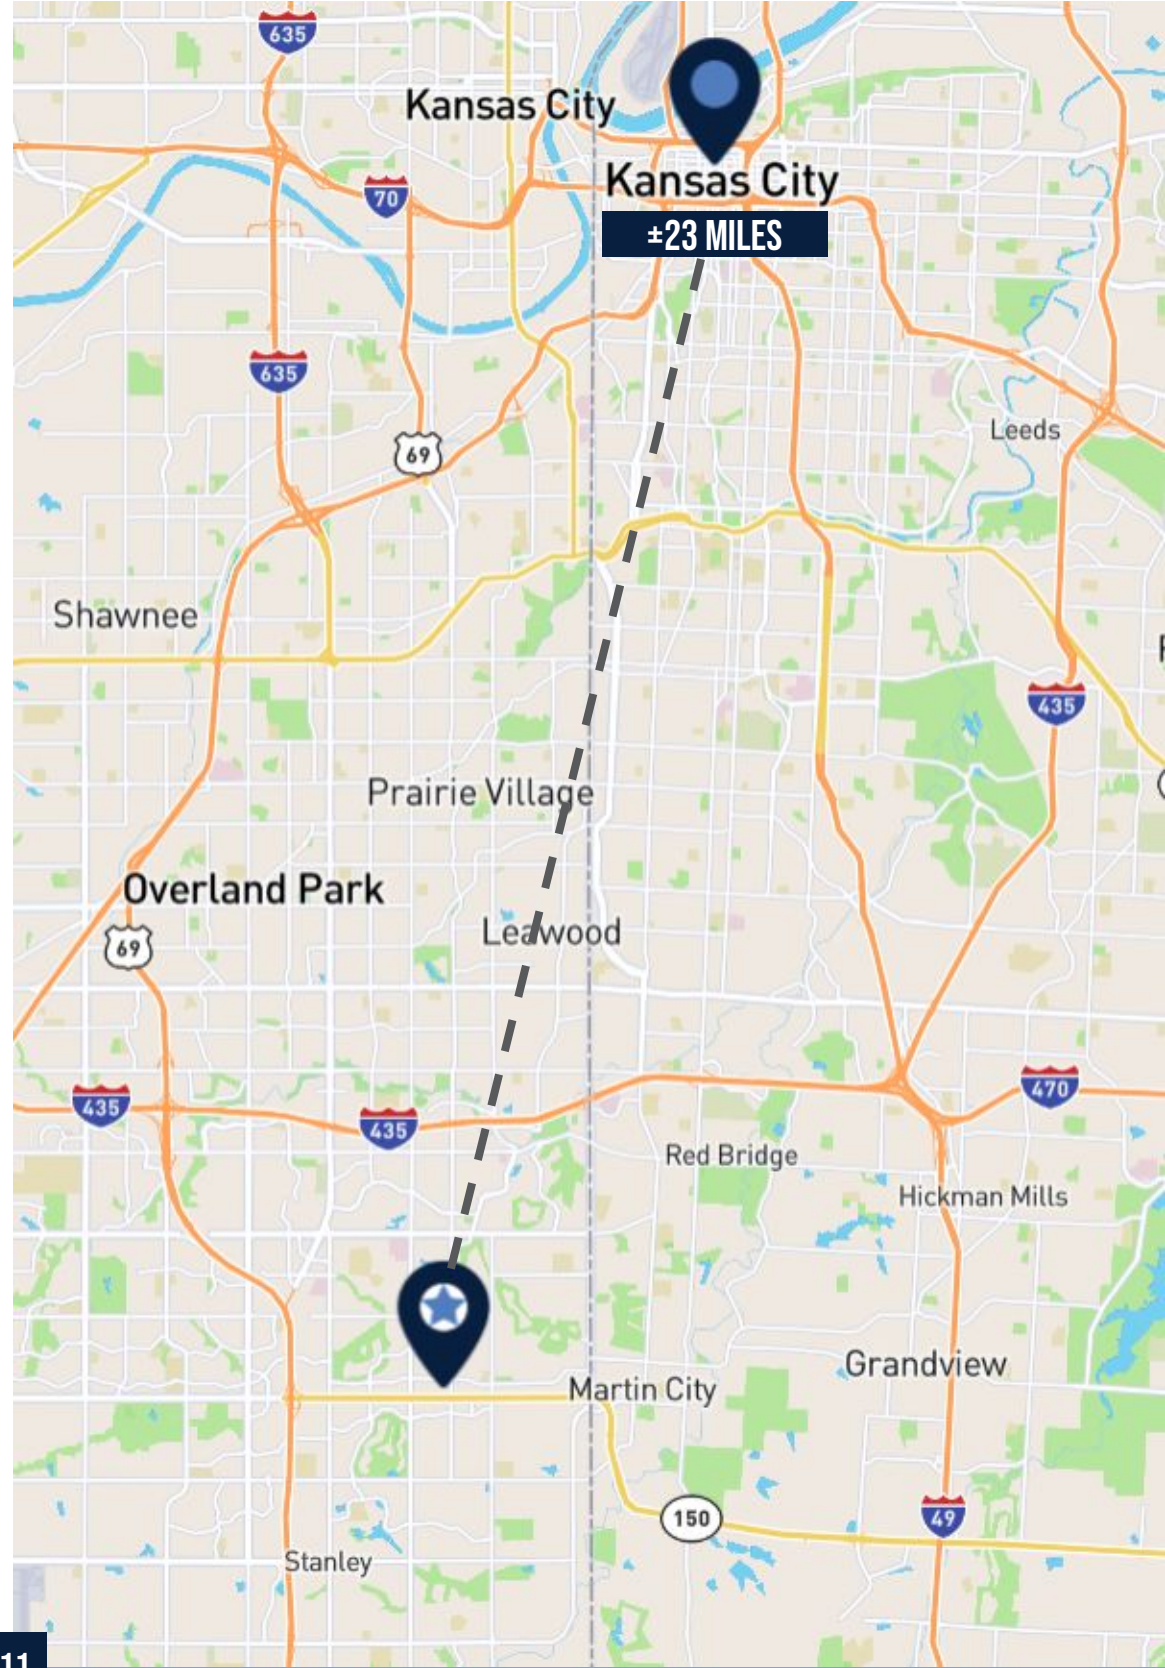 635
Kansas City
Kansas City
70
±23 MILES
635
Leeds
69
Shawnee
435
Prairie Village
Overland Park
Leawood
69
435
435
470
Red Bridge
Hickman Mills
Grandview
Martin City
150
49
Stanley
11